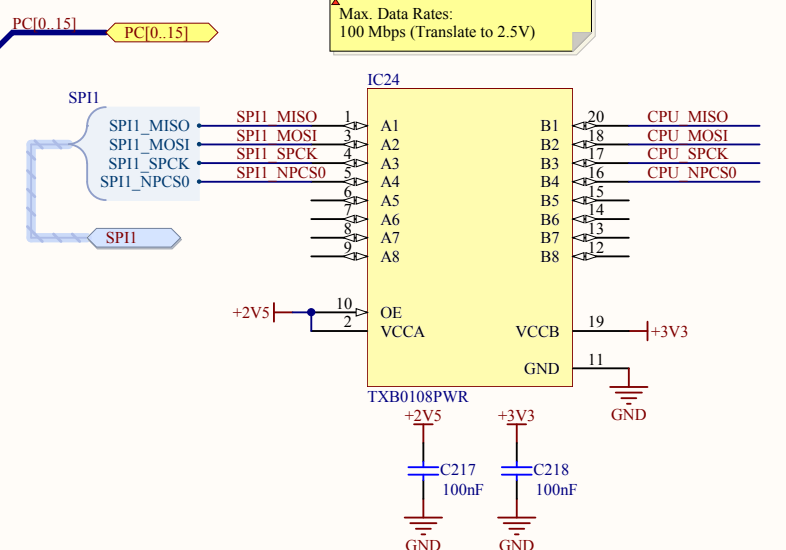 PC[0..15]
PC[0..15]
Max. Data Rates:
100 Mbps (Translate to 2.5V)
IC24
SPI1
SPI1_MISO SPI1_MISO 1 A1 B1 20 CPU_MISO
SPI1_MOSI SPI1_MOSI 3 A2 B2 18 CPU_MOSI
SPI1_SPCK SPI1_SPCK 4 A3 B3 17 CPU_SPCK
SPI1_NPCS0 SPI1_NPCS0 5 A4 B4 16 CPU_NPCS0
6 A5 B5 15
7 A6 B6 14
8 A7 B7 13
9 A8 B8 12
SPI1
+2V5 10 OE
2 VCCA VCCB 19 +3V3
GND 11
GND
TXB0108PWR
+2V5 +3V3
C217 C218
100nF 100nF
GND GND